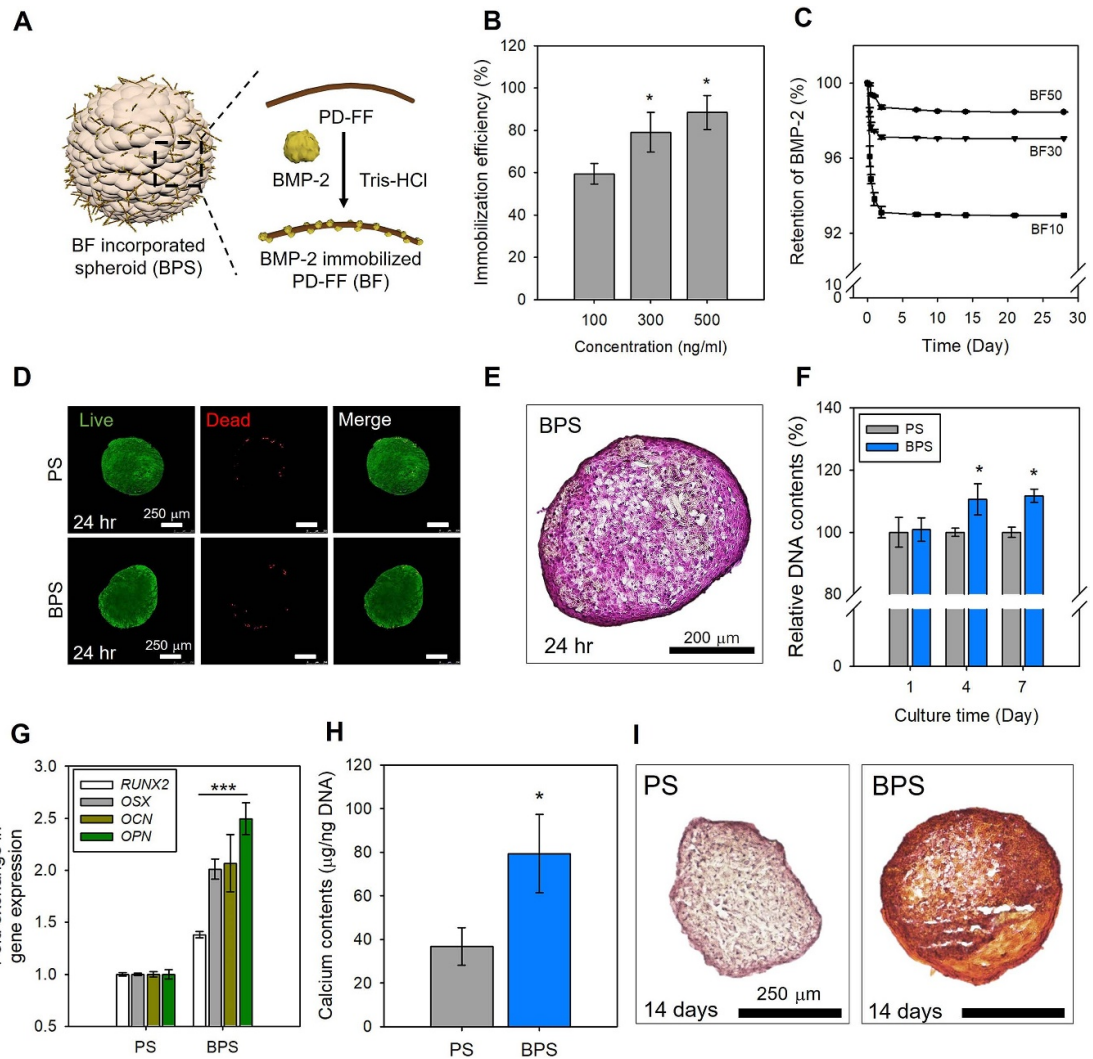 A
PD-FF
BMP-2
Tris-HCl
BF incorporated
spheroid (BPS)
BMP-2 immobilized
PD-FF (BF)
B
Immobilization efficiency (%)
120
100
80
60
40
20
0
*
*
100 300 500
Concentration (ng/ml)
C
Retention of BMP-2 (%)
100
96
92
10
0
BF50
BF30
BF10
0 5 10 15 20 25 30
Time (Day)
D
Live Dead Merge
PS
250 μm
24 hr
BPS
250 μm
24 hr
E
BPS
24 hr
200 μm
F
Relative DNA contents (%)
140
120
100
80
0
PS
BPS
*
*
1 4 7
Culture time (Day)
G
gene expression
3.0
2.5
2.0
1.5
1.0
0.5
RUNX2
OSX
OCN
OPN
***
PS BPS
H
Calcium contents (μg/ng DNA)
120
100
80
60
40
20
0
*
PS BPS
I
PS
14 days
250 μm
BPS
14 days